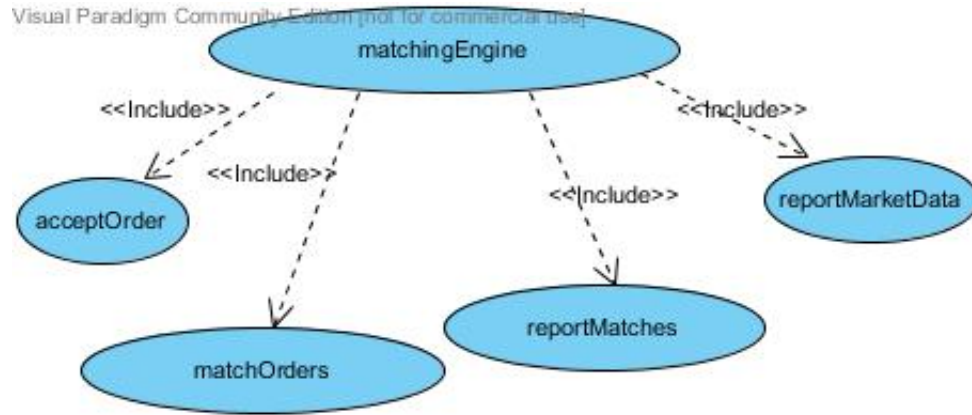 Visual Paradigm Community Edition [not for commercial use]
matchingEngine
<<Include>>
<<Include>>
<<Include>>
<<Include>>
acceptOrder
reportMarketData
matchOrders
reportMatches